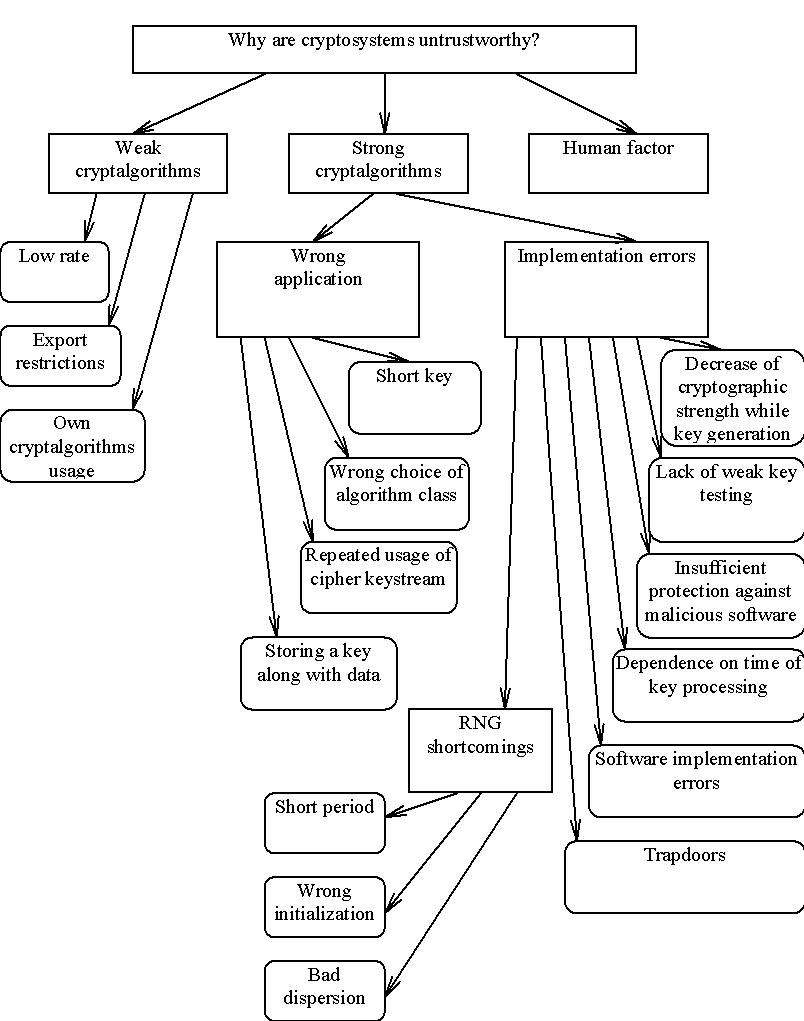 Why are cryptosystems untrustworthy?
Weak
cryptalgorithms
Strong
cryptalgorithms
Human factor
Low rate
Export
restrictions
Own
cryptalgorithms
usage
Wrong
application
Implementation errors
Short key
Wrong choice of
algorithm class
Repeated usage of
cipher keystream
Storing a key
along with data
Decrease of
cryptographic
strength while
key generation
Lack of weak key
testing
Insufficient
protection against
malicious software
Dependence on time of
key processing
Software implementation
errors
Trapdoors
RNG
shortcomings
Short period
Wrong
initialization
Bad
dispersion